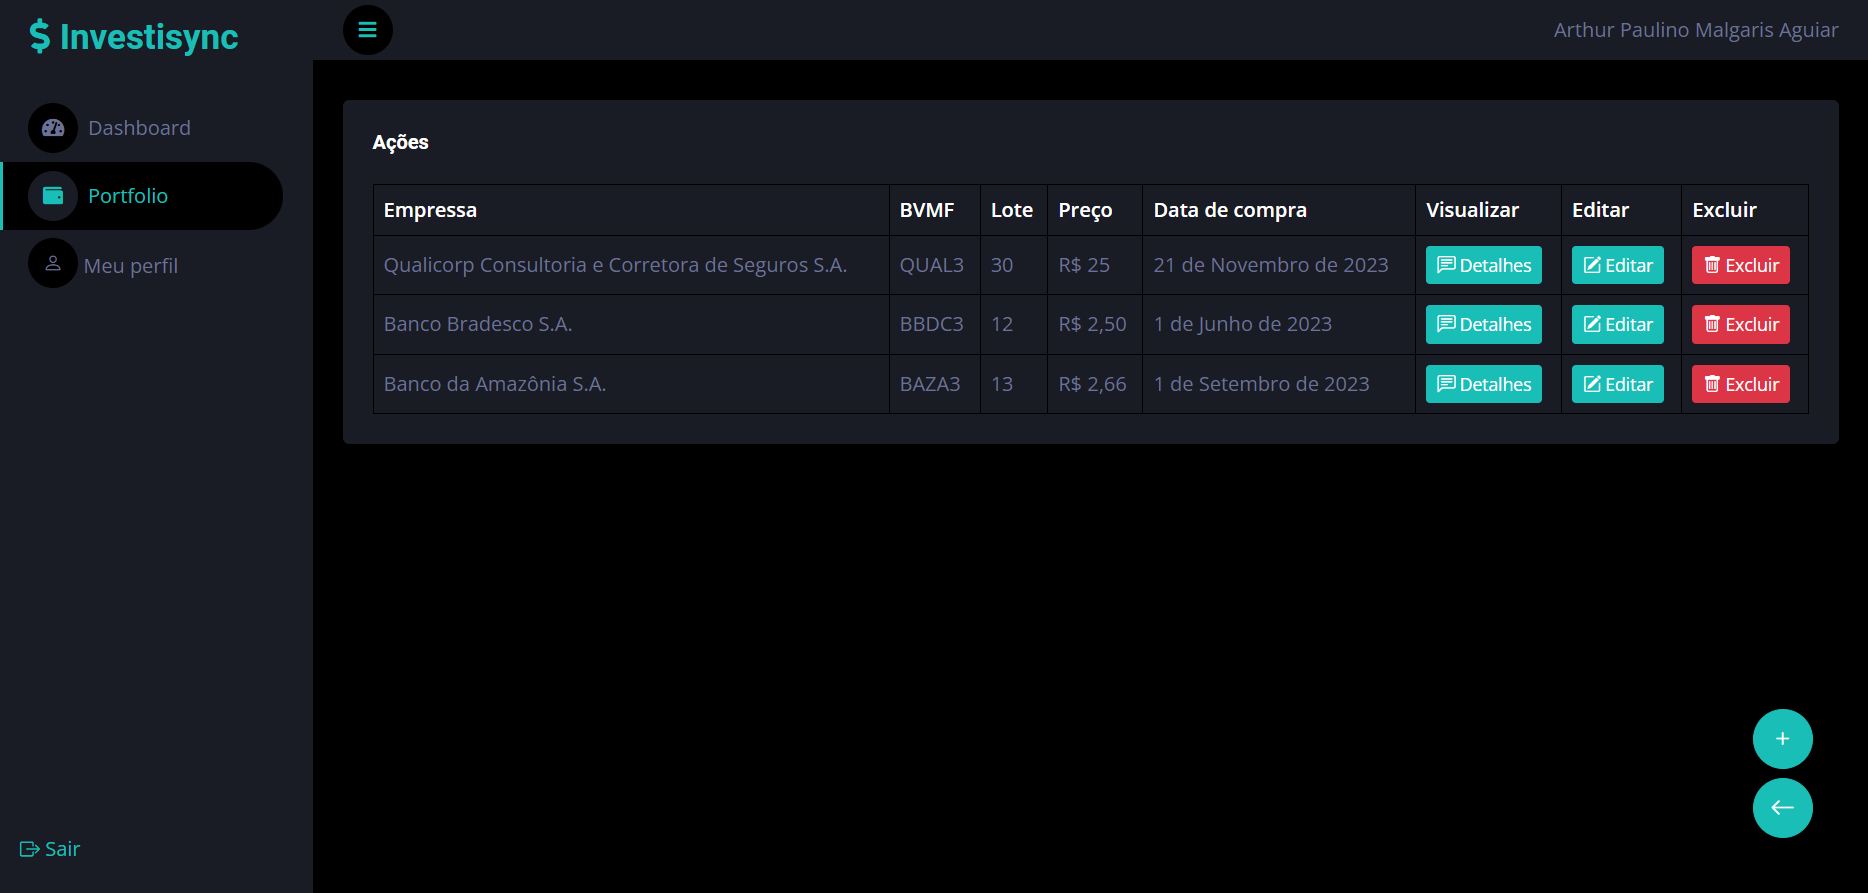 Investisync
Arthur Paulino Malgaris Aguiar
Dashboard
Portfolio
Meu perfil
Sair
Ações
Empressa BVMF Lote Preço Data de compra Visualizar Editar Excluir
Qualicorp Consultoria e Corretora de Seguros S.A. QUAL3 30 R$ 25 21 de Novembro de 2023 Detalhes Editar Excluir
Banco Bradesco S.A. BBDC3 12 R$ 2,50 1 de Junho de 2023 Detalhes Editar Excluir
Banco da Amazônia S.A. BAZA3 13 R$ 2,66 1 de Setembro de 2023 Detalhes Editar Excluir